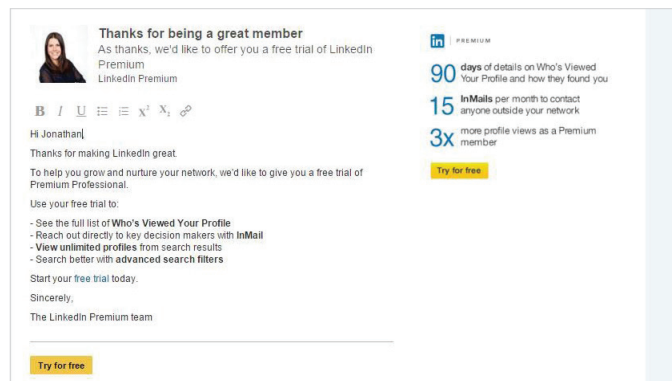 Thanks for being a great member
As thanks, we'd like to offer you a free trial of LinkedIn
Premium
LinkedIn Premium
B I U X² X₂
Hi Jonathan,
Thanks for making LinkedIn great.
To help you grow and nurture your network, we'd like to give you a free trial of
Premium Professional.
Use your free trial to:
- See the full list of Who's Viewed Your Profile
- Reach out directly to key decision makers with InMail
- View unlimited profiles from search results
- Search better with advanced search filters
Start your free trial today.
Sincerely,
The LinkedIn Premium team
Try for free
in PREMIUM
90 days of details on Who's Viewed
Your Profile and how they found you
15 InMails per month to contact
anyone outside your network
3x more profile views as a Premium
member
Try for free